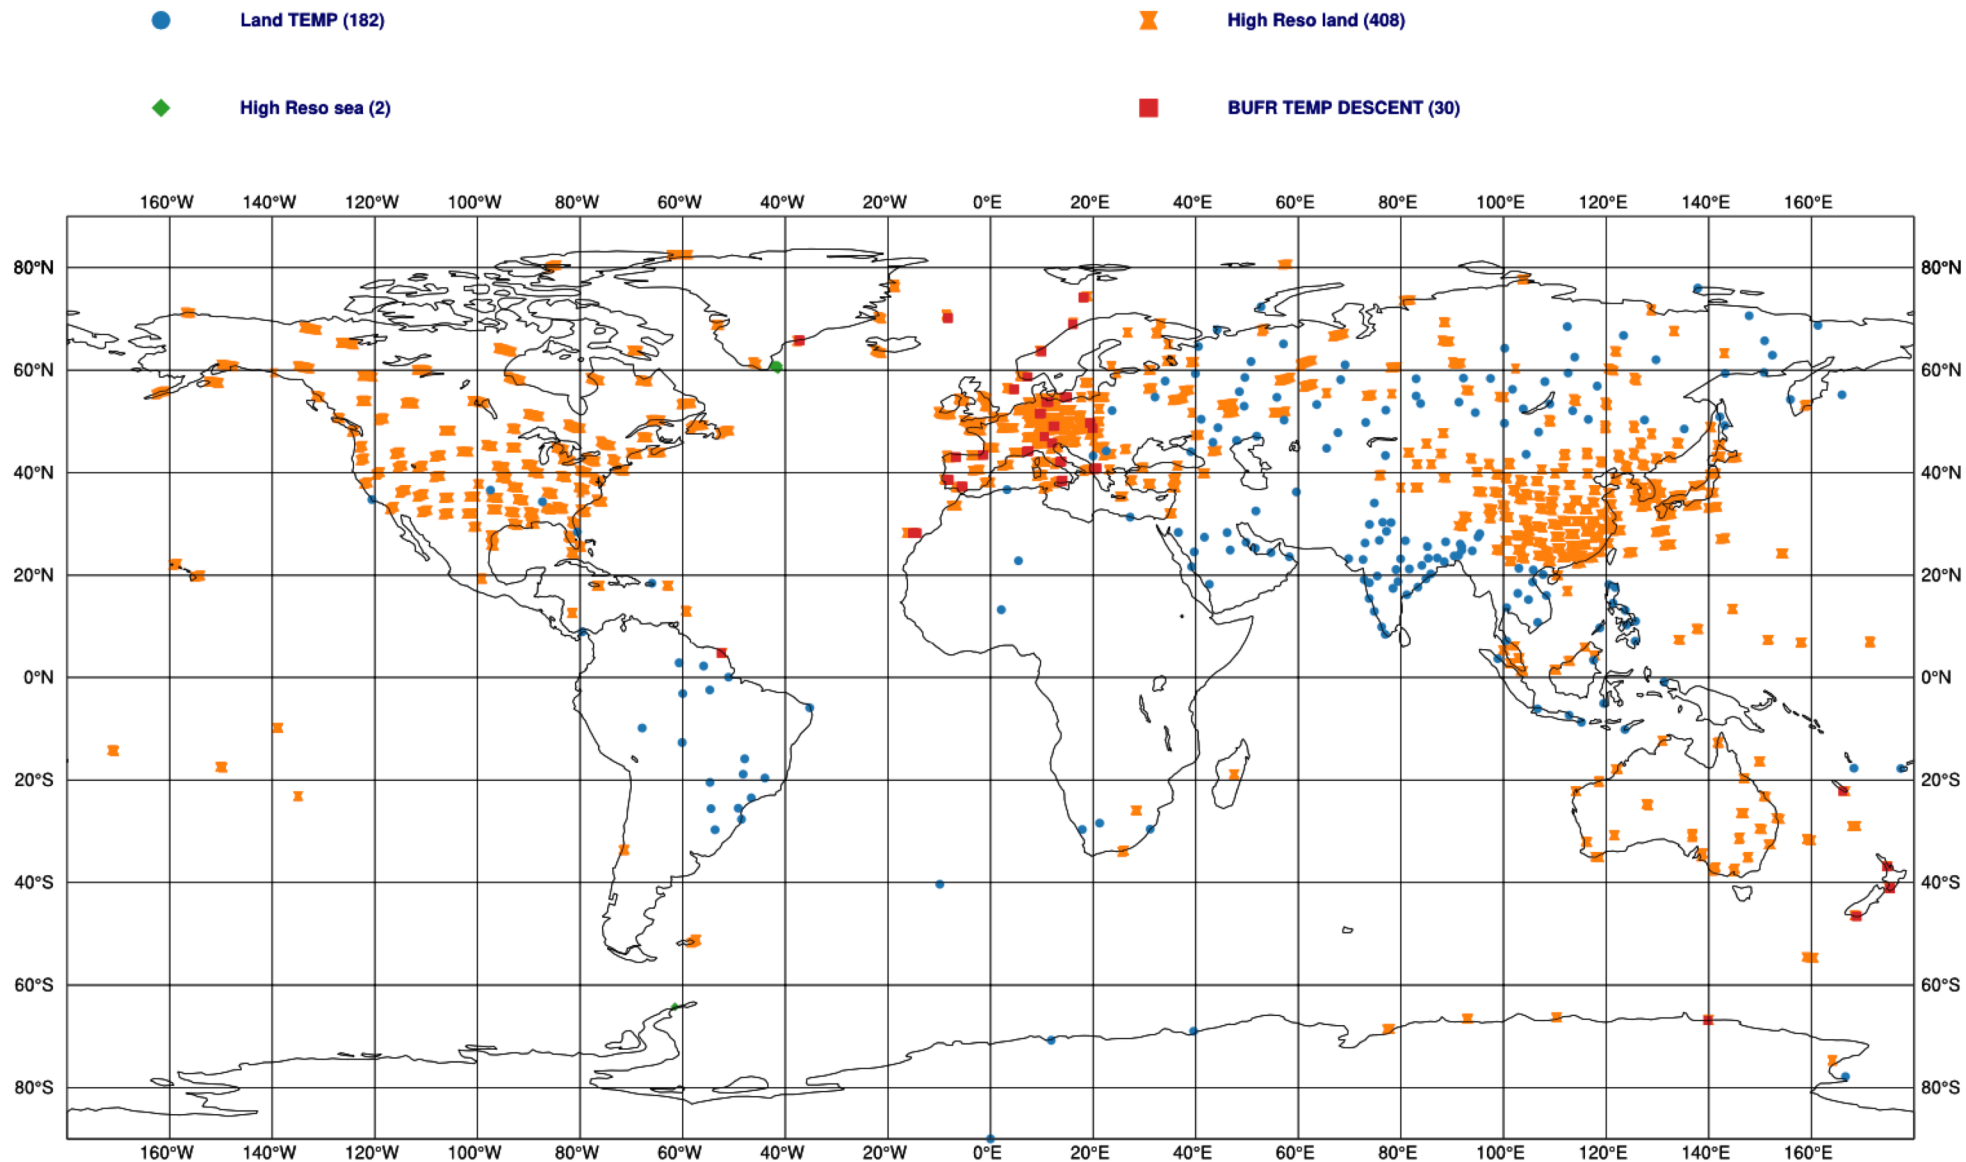 Land TEMP (182) High Reso land (408)
High Reso sea (2) BUFR TEMP DESCENT (30)
160°W 140°W 120°W 100°W 80°W 60°W 40°W 20°W 0°E 20°E 40°E 60°E 80°E 100°E 120°E 140°E 160°E
80°N 80°N
60°N 60°N
40°N 40°N
20°N 20°N
0°N 0°N
20°S 20°S
40°S 40°S
60°S 60°S
80°S 80°S
160°W 140°W 120°W 100°W 80°W 60°W 40°W 20°W 0°E 20°E 40°E 60°E 80°E 100°E 120°E 140°E 160°E